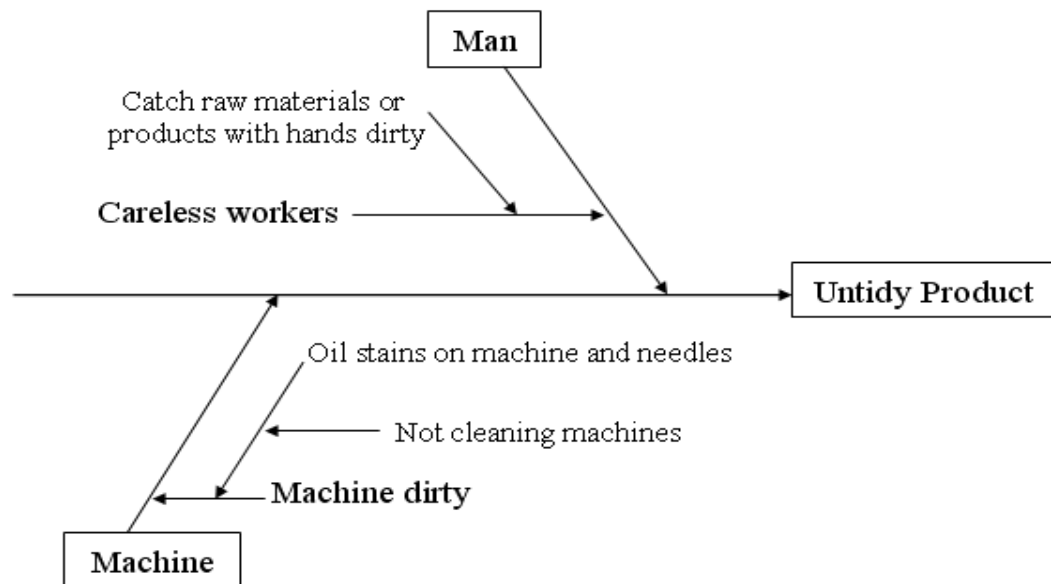 Man
Catch raw materials or
products with hands dirty
Careless workers
Untidy Product
Oil stains on machine and needles
Not cleaning machines
Machine dirty
Machine